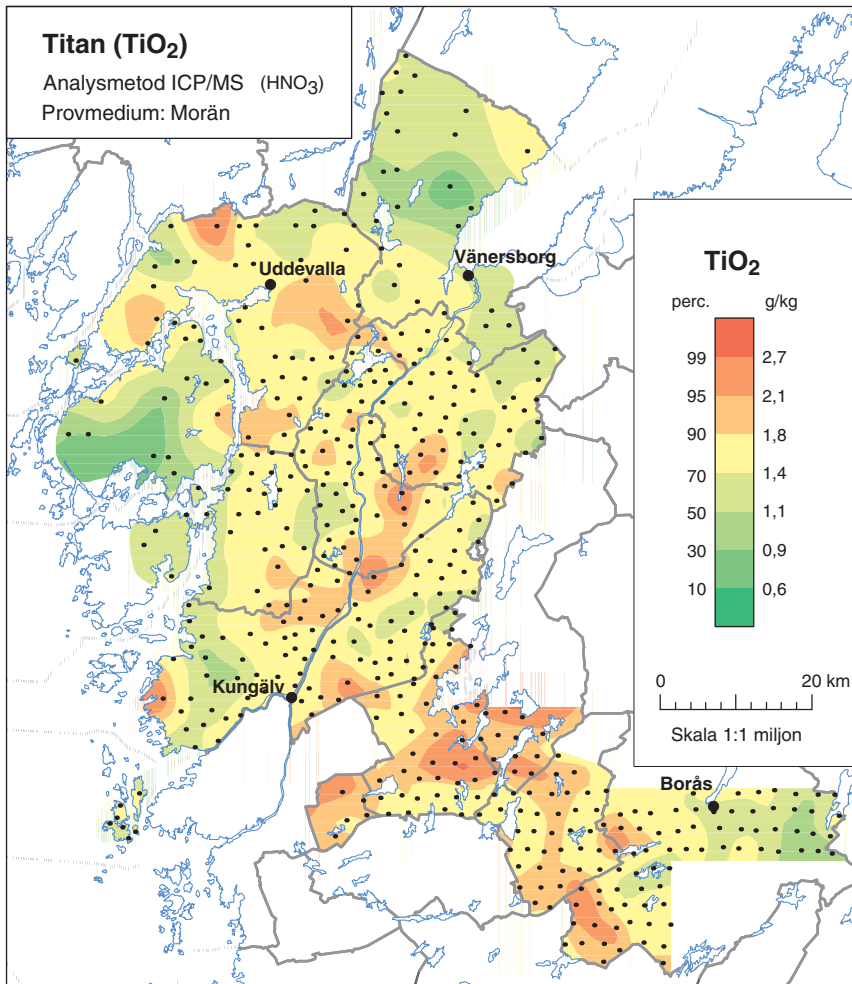 Titan (TiO2)
Analysmetod ICP/MS (HNO3)
Provmedium: Morän
Uddevalla
Vänersborg
Kungälv
Borås
TiO2
perc. g/kg
99 2,7
95 2,1
90 1,8
70 1,4
50 1,1
30 0,9
10 0,6
0 20 km
Skala 1:1 miljon